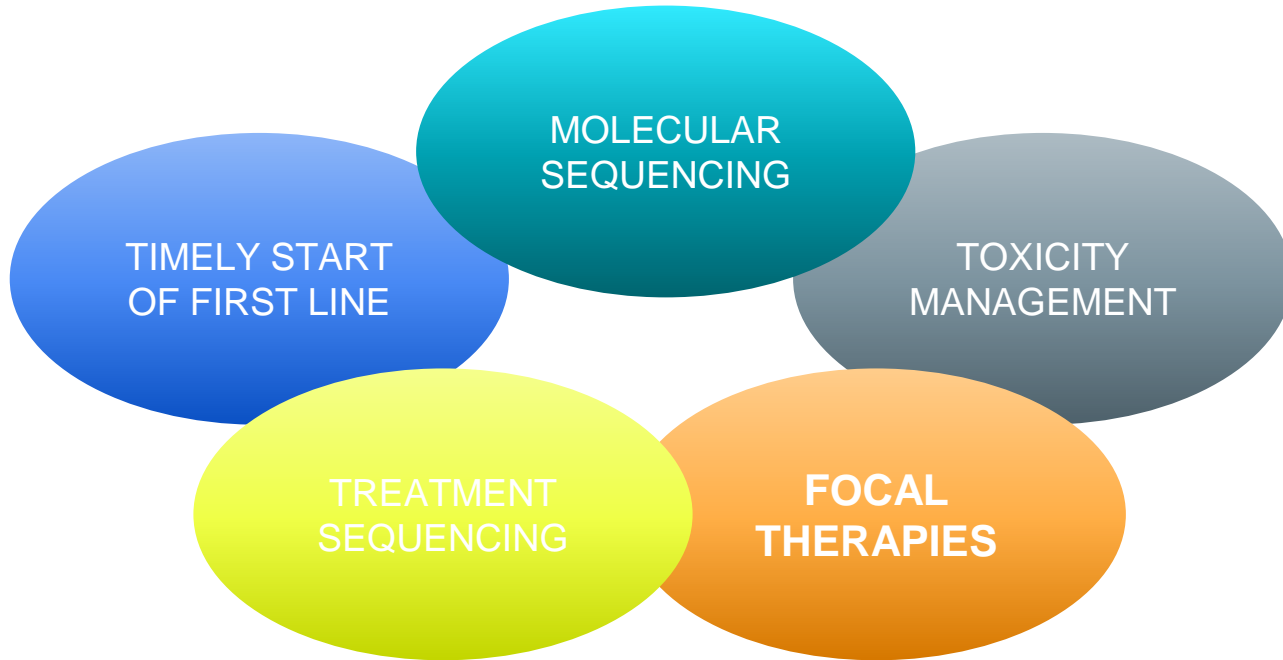 MOLECULAR
SEQUENCING
TIMELY START
OF FIRST LINE
TOXICITY
MANAGEMENT
TREATMENT
SEQUENCING
FOCAL
THERAPIES